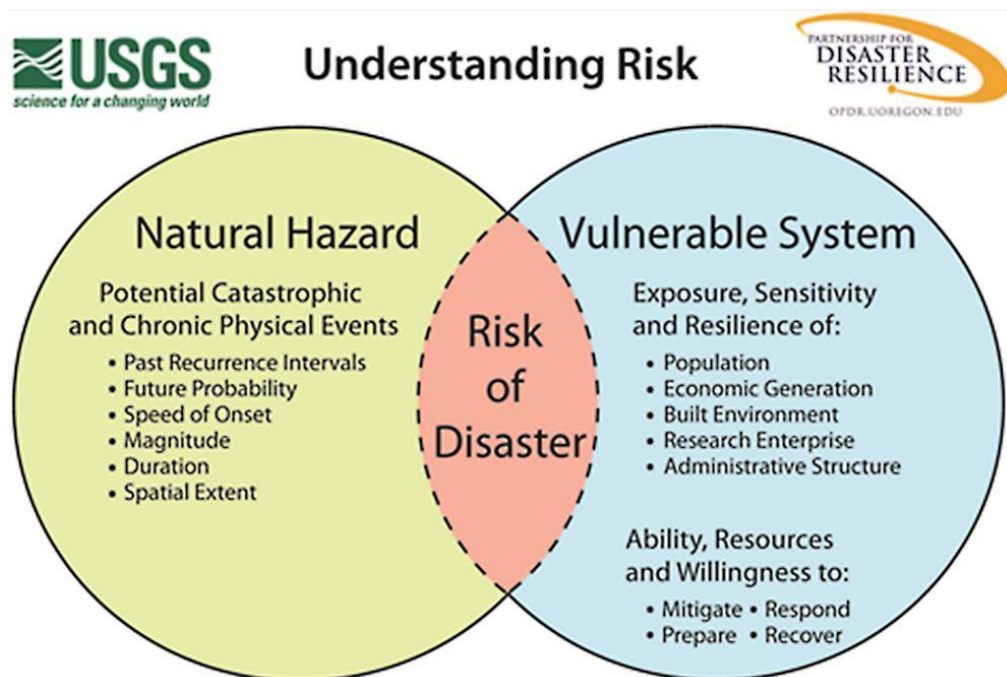 USGS
science for a changing world
Understanding Risk
PARTNERSHIP FOR
DISASTER
RESILIENCE
OPDR.UOREGON.EDU
Natural Hazard
Potential Catastrophic
and Chronic Physical Events
• Past Recurrence Intervals
• Future Probability
• Speed of Onset
• Magnitude
• Duration
• Spatial Extent
Risk
of
Disaster
Vulnerable System
Exposure, Sensitivity
and Resilience of:
• Population
• Economic Generation
• Built Environment
• Research Enterprise
• Administrative Structure
Ability, Resources
and Willingness to:
• Mitigate • Respond
• Prepare • Recover